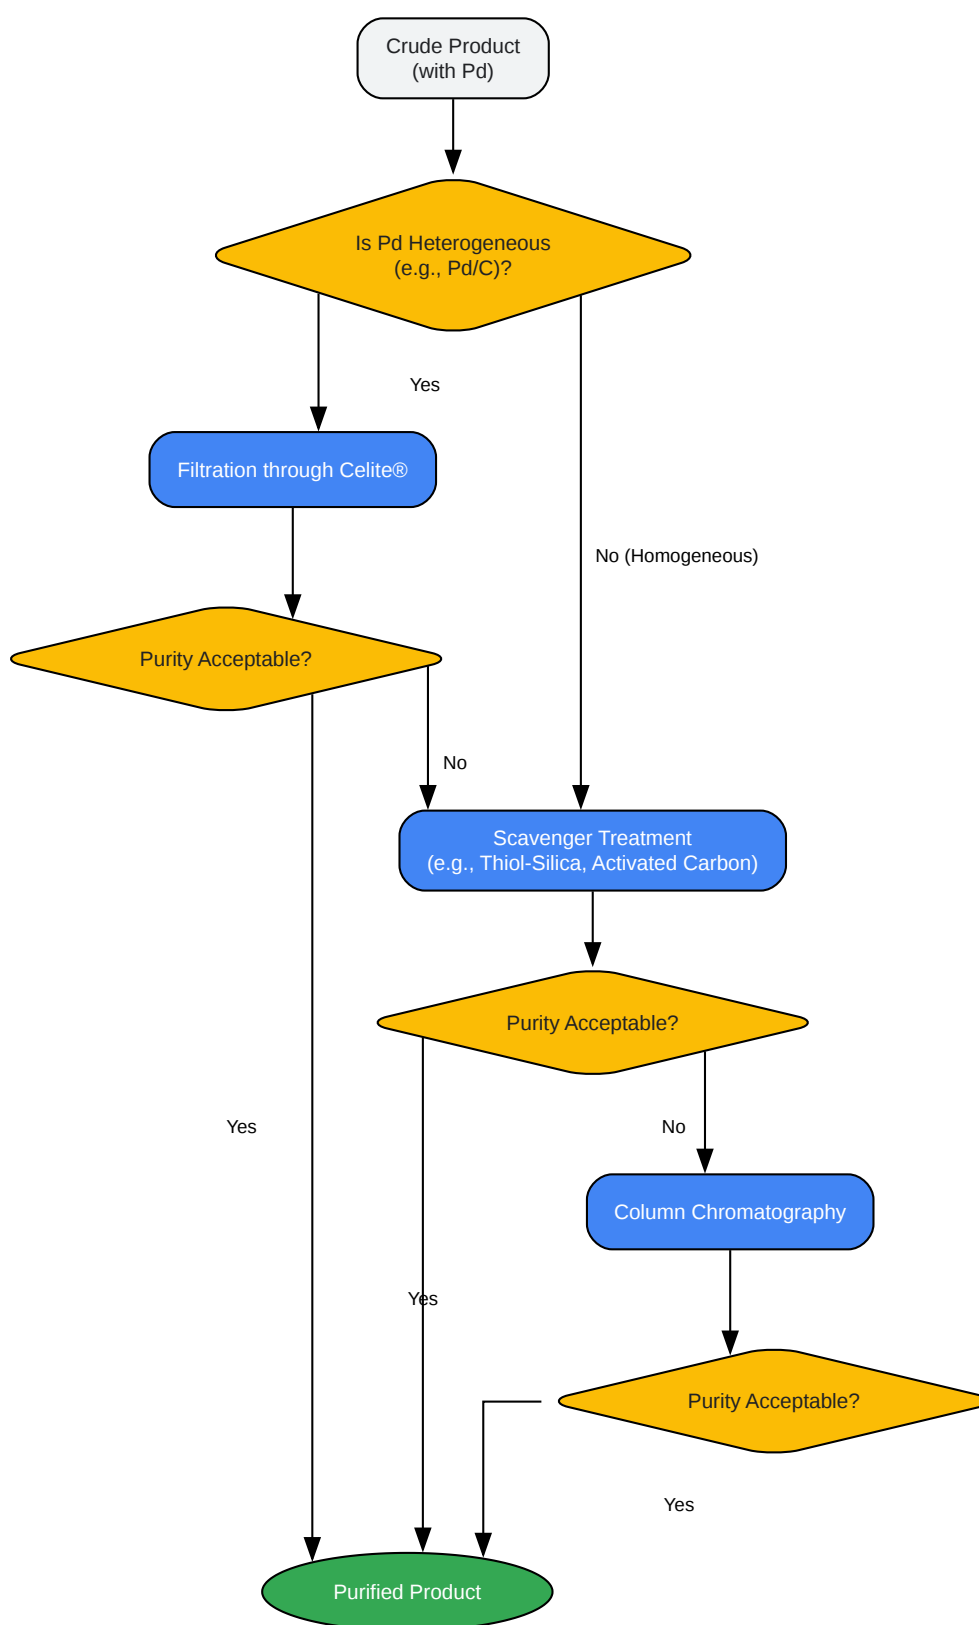 Crude Product
(with Pd)
Is Pd Heterogeneous
(e.g., Pd/C)?
Yes
Filtration through Celite®
No (Homogeneous)
Purity Acceptable?
No
Scavenger Treatment
(e.g., Thiol-Silica, Activated Carbon)
Purity Acceptable?
Yes
No
Column Chromatography
Yes
Purity Acceptable?
Yes
Purified Product